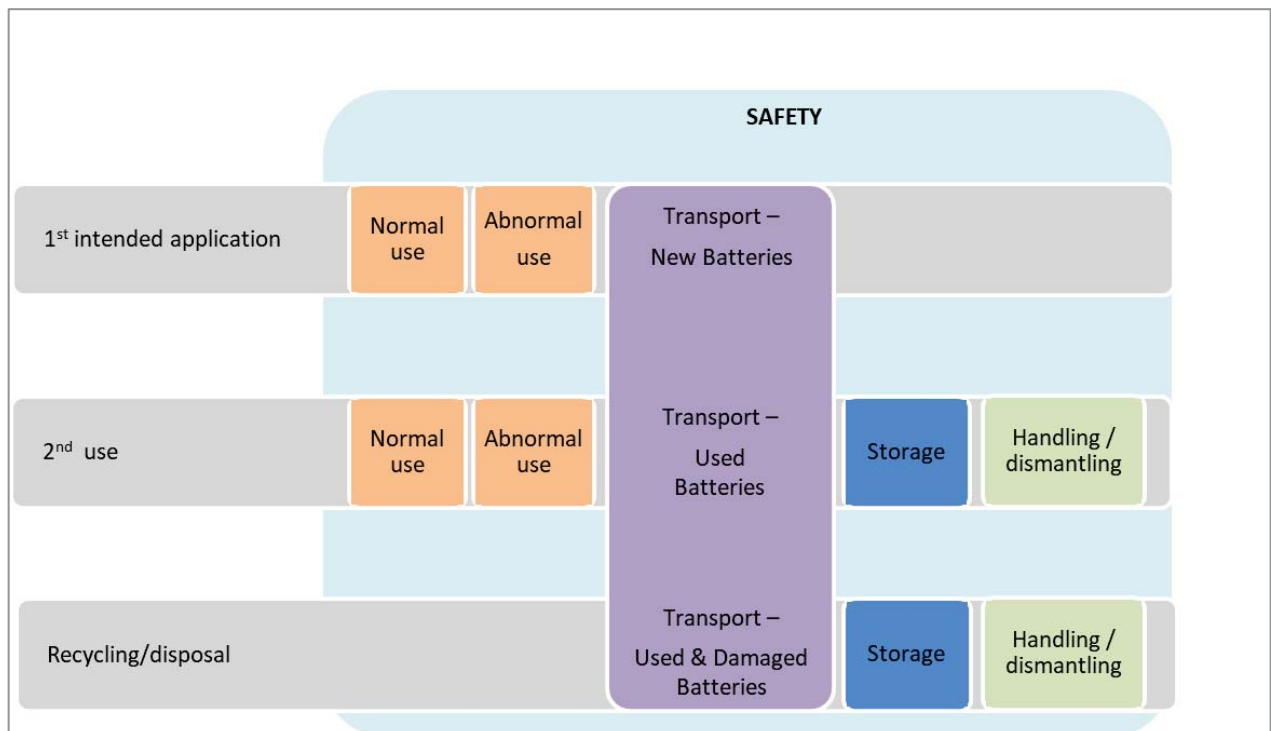 SAFETY
1st intended application
Normal
use
Abnormal
use
Transport –
New Batteries
2nd use
Normal
use
Abnormal
use
Transport –
Used
Batteries
Storage
Handling /
dismantling
Recycling/disposal
Transport –
Used & Damaged
Batteries
Storage
Handling /
dismantling